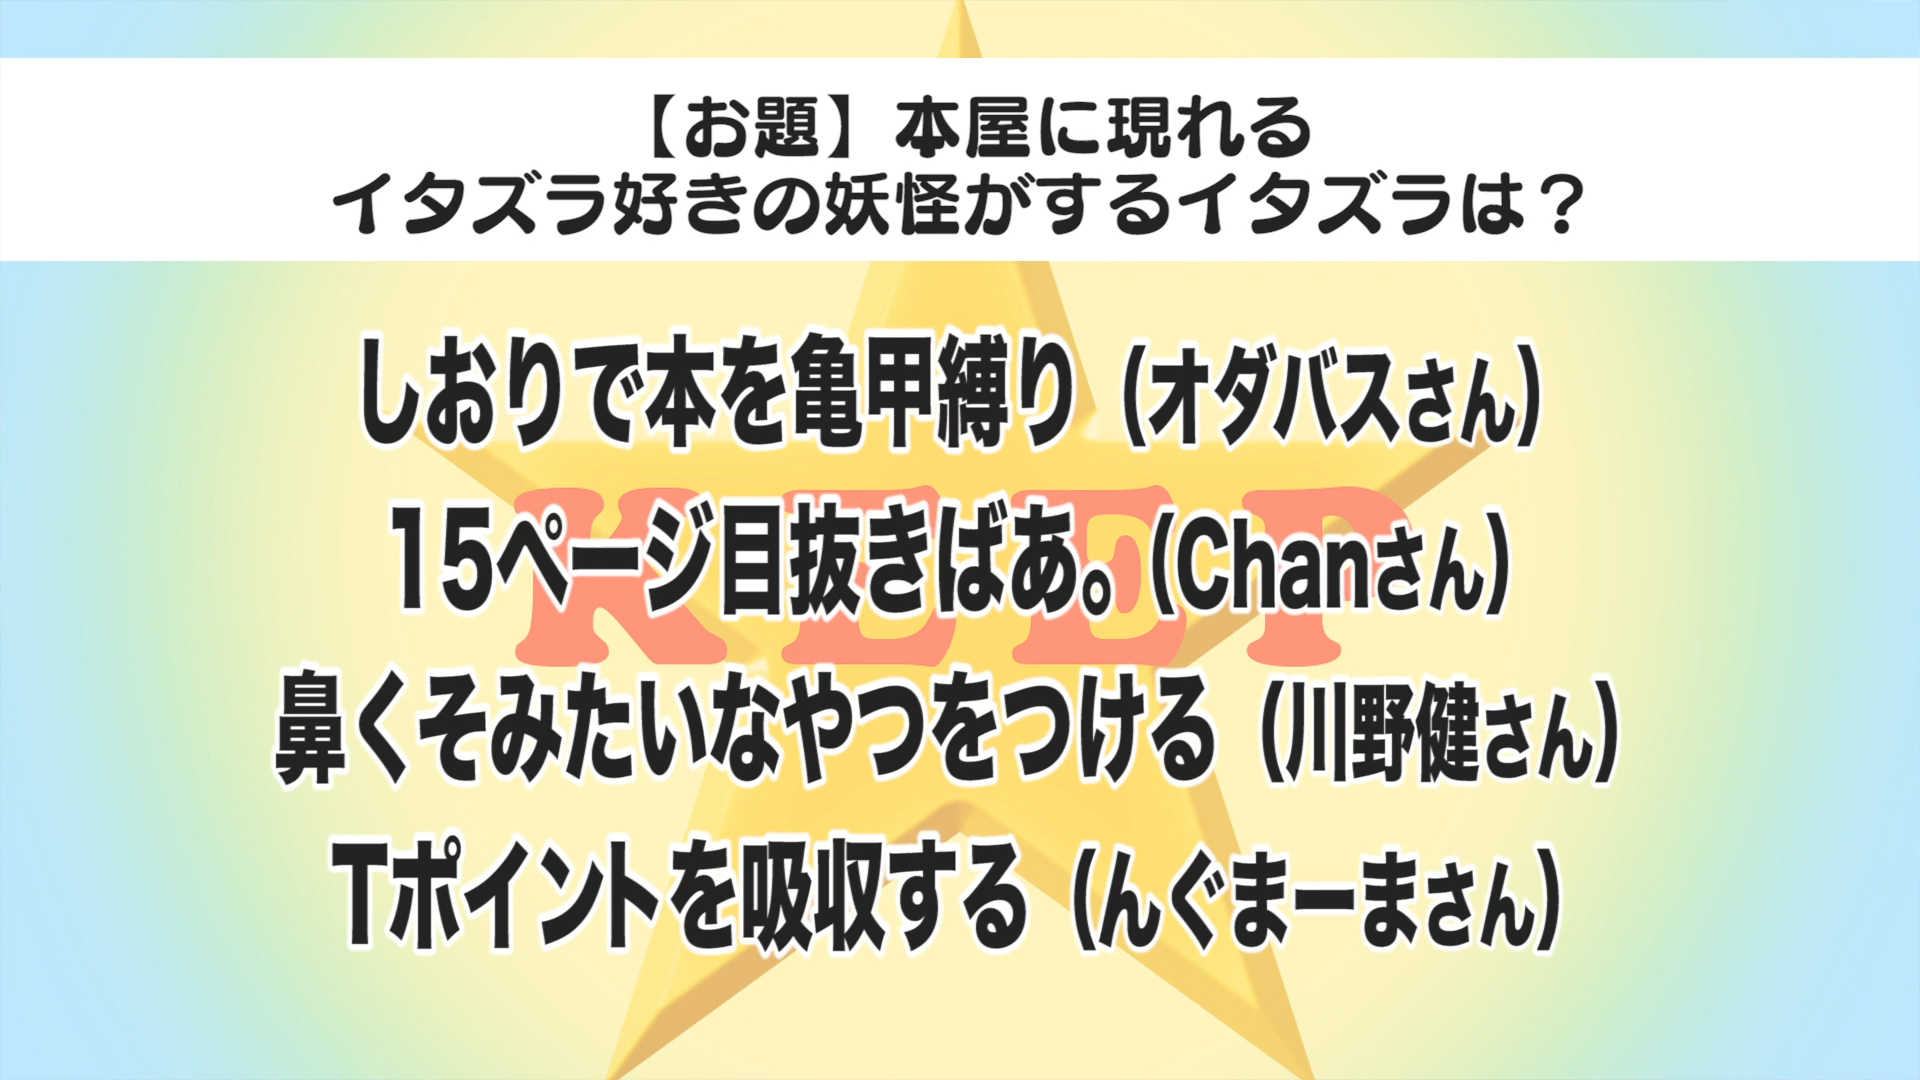 【お題】本屋に現れる
イタズラ好きの妖怪がするイタズラは？
しおりで本を亀甲縛り（オダバスさん）
15ページ目抜きばあ。（Chanさん）
鼻くそみたいなやつをつける（川野健さん）
Tポイントを吸収する（んぐまーまさん）
KEEP